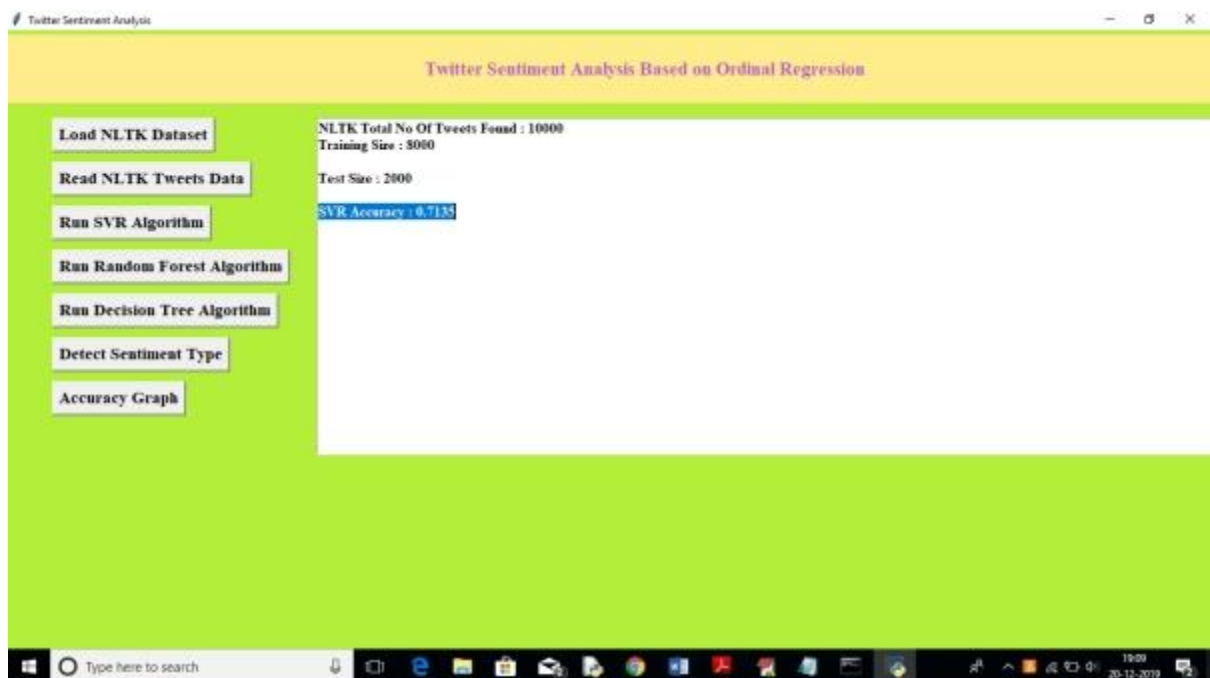 Twitter Sentiment Analysis
Twitter Sentiment Analysis Based on Ordinal Regression
Load NLTK Dataset
Read NLTK Tweets Data
Run SVR Algorithm
Run Random Forest Algorithm
Run Decision Tree Algorithm
Detect Sentiment Type
Accuracy Graph
NLTK Total No Of Tweets Found : 10000
Training Size : 8000
Test Size : 2000
SVR Accuracy : 0.7135
Type here to search
19:09
20-12-2019